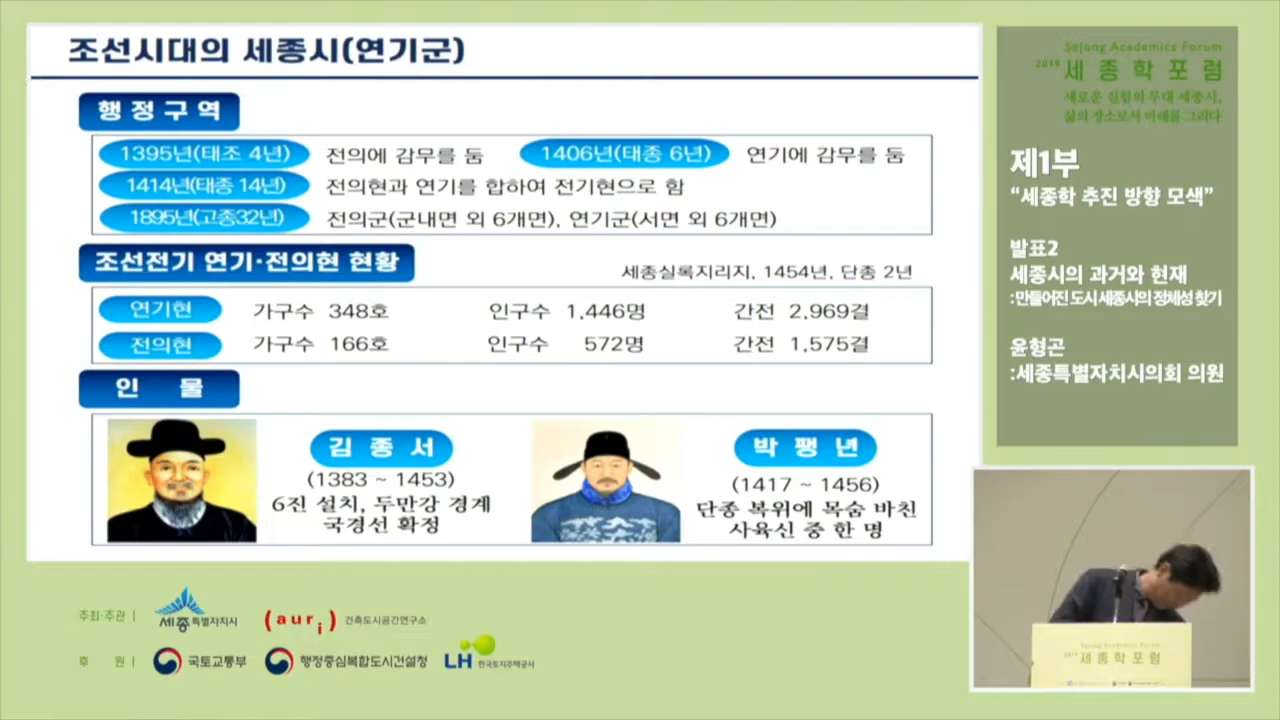 조선시대의 세종시(연기군)
행정구역
1395년(태조 4년) 전의에 감무를 둠 1406년(태종 6년) 연기에 감무를 둠
1414년(태종 14년) 전의현과 연기를 합하여 전기현으로 함
1895년(고종32년) 전의군(군내면 외 6개면), 연기군(서면 외 6개면)
조선전기 연기·전의현 현황
세종실록지리지, 1454년, 단종 2년
연기현 가구수 348호 인구수 1,446명 간전 2,969결
전의현 가구수 166호 인구수 572명 간전 1,575결
인 물
김 종 서
(1383 ~ 1453)
6진 설치, 두만강 경계
국경선 확정
박 팽 년
(1417 ~ 1456)
단종 복위에 목숨 바친
사육신 중 한 명
Sejong Academics Forum
2019 세종학포럼
새로운 실험의 무대 세종시,
삶의 장소로서 미래를 그리다
제1부
“세종학 추진 방향 모색”
발표2
세종시의 과거와 현재
:만들어진 도시 세종시의 정체성 찾기
윤형곤
:세종특별자치시의회 의원
Sejong Academics Forum
2019 세종학포럼
주최·주관 | 세종특별자치시 (auri) 건축도시공간연구소
후 원 | 국토교통부 행정중심복합도시건설청 LH 한국토지주택공사